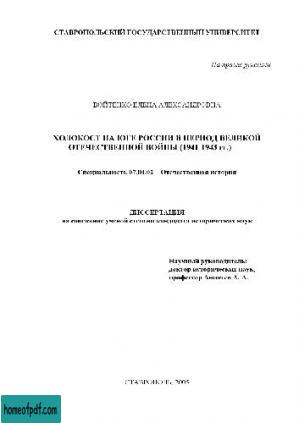 СТАВРОПОЛЬСКИЙ ГОСУДАРСТВЕННЫЙ УНИВЕРСИТЕТ
На правах рукописи
ВОЙТЕНКО ЕЛЕНА АЛЕКСАНДРОВНА
ХОЛОКОСТ НА ЮГЕ РОССИИ В ПЕРИОД ВЕЛИКОЙ
ОТЕЧЕСТВЕННОЙ ВОЙНЫ (1941-1943 гг.)
Специальность 07.00.02 – Отечественная история
ДИССЕРТАЦИЯ
на соискание ученой степени кандидата исторических наук
Научный руководитель:
доктор исторических наук,
профессор
СТАВРОПОЛЬ, 2005
homeofpdf.com